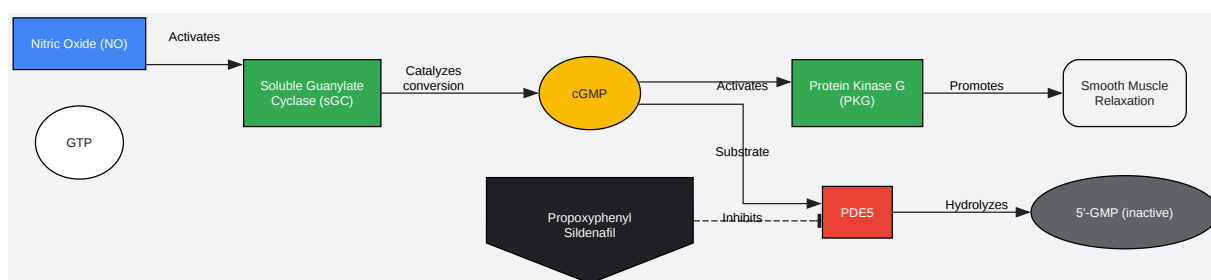 Nitric Oxide (NO)
Activates
Soluble Guanylate
Cyclase (sGC)
Catalyzes
conversion
cGMP
Activates
Protein Kinase G
(PKG)
Promotes
Smooth Muscle
Relaxation
GTP
Substrate
Propoxyphenyl
Sildenafil
Inhibits
PDE5
Hydrolyzes
5'-GMP (inactive)